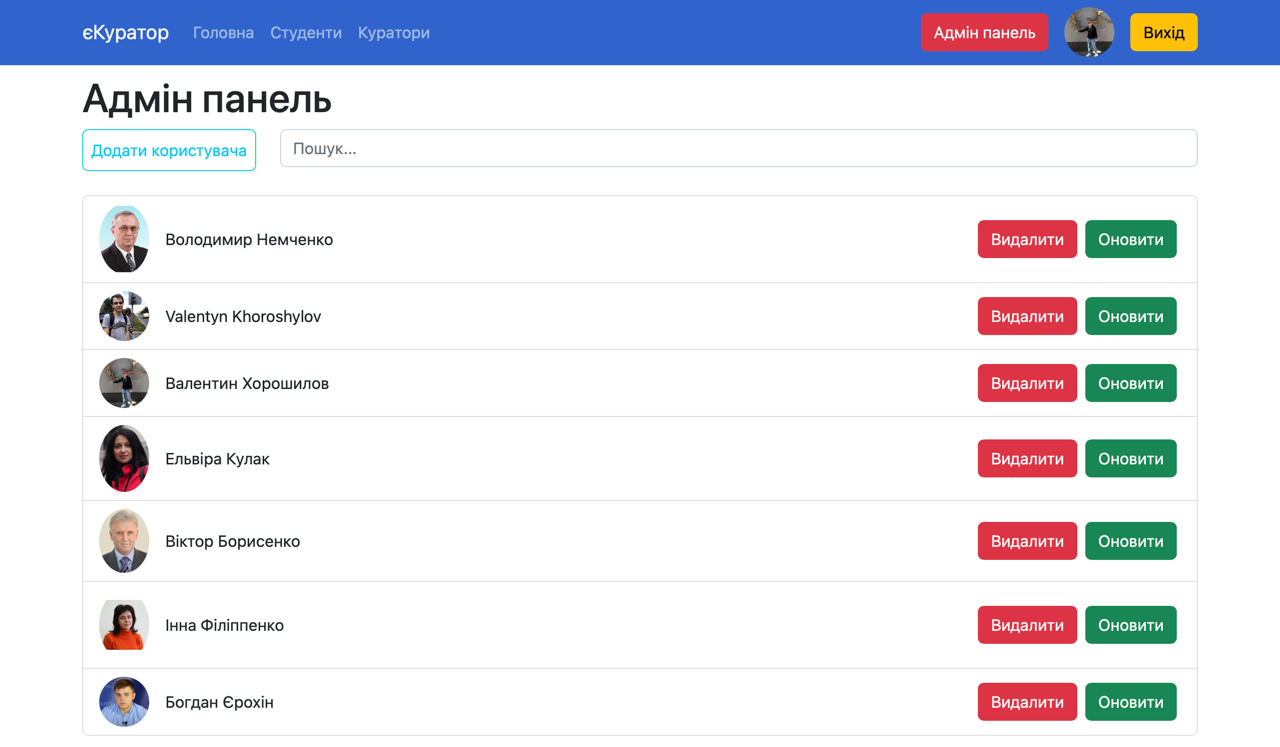 єКуратор Головна Студенти Куратори Адмін панель Вихід
Адмін панель
Додати користувача Пошук...
Володимир Немченко Видалити Оновити
Valentyn Khoroshylov Видалити Оновити
Валентин Хорошилов Видалити Оновити
Ельвіра Кулак Видалити Оновити
Віктор Борисенко Видалити Оновити
Інна Філіппенко Видалити Оновити
Богдан Єрохін Видалити Оновити